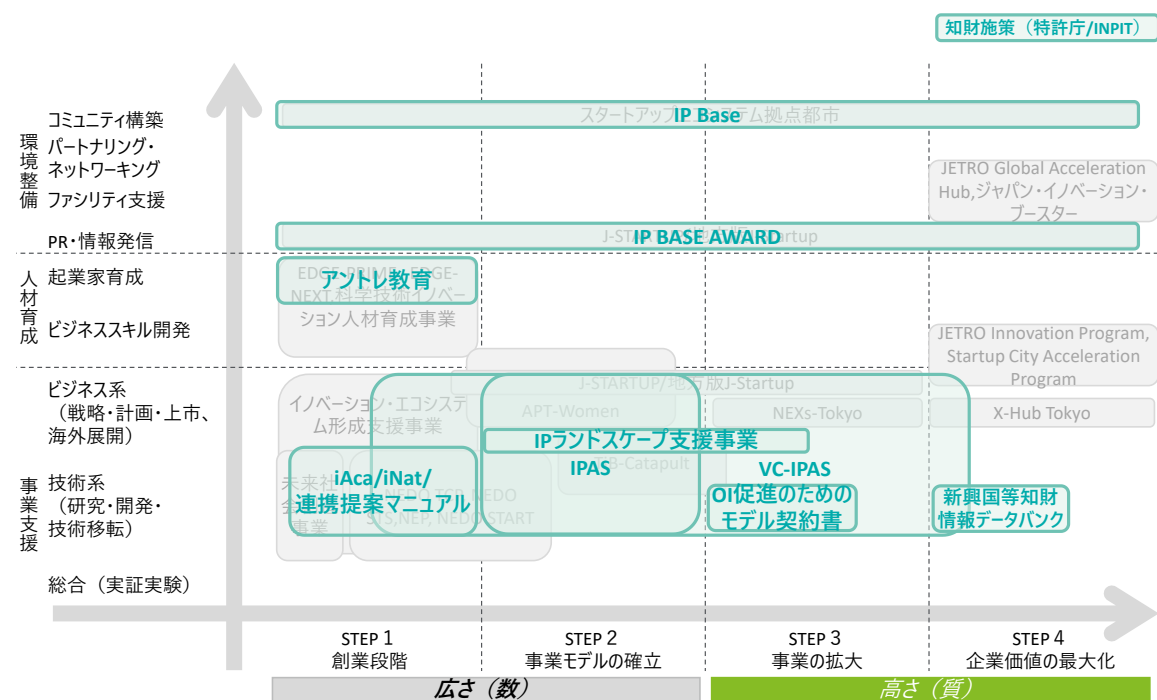 知財施策（特許庁/INPIT）
環境整備
コミュニティ構築
パートナリング・
ネットワーキング
ファシリティ支援
PR・情報発信
IP Base
JETRO Global Acceleration
Hub,ジャパン・イノベーション・
ブースター
IP BASE AWARD
人材育成
起業家育成
ビジネススキル開発
アントレ教育
NEXT,科学技術イノベー
ション人材育成事業
JETRO Innovation Program,
Startup City Acceleration
Program
事業支援
ビジネス系
（戦略・計画・上市、
海外展開）
技術系
（研究・開発・
技術移転）
総合（実証実験）
J-STARTUP/地方版J-Startup
イノベーション・エコシステ
ム形成支援事業
APT-Women
NEXs-Tokyo
X-Hub Tokyo
IPランドスケープ支援事業
IPAS
VC-IPAS
iAca/iNat/
連携提案マニュアル
OI促進のための
モデル契約書
新興国等知財
情報データバンク
STEP 1
創業段階
STEP 2
事業モデルの確立
STEP 3
事業の拡大
STEP 4
企業価値の最大化
広さ（数）
高さ（質）